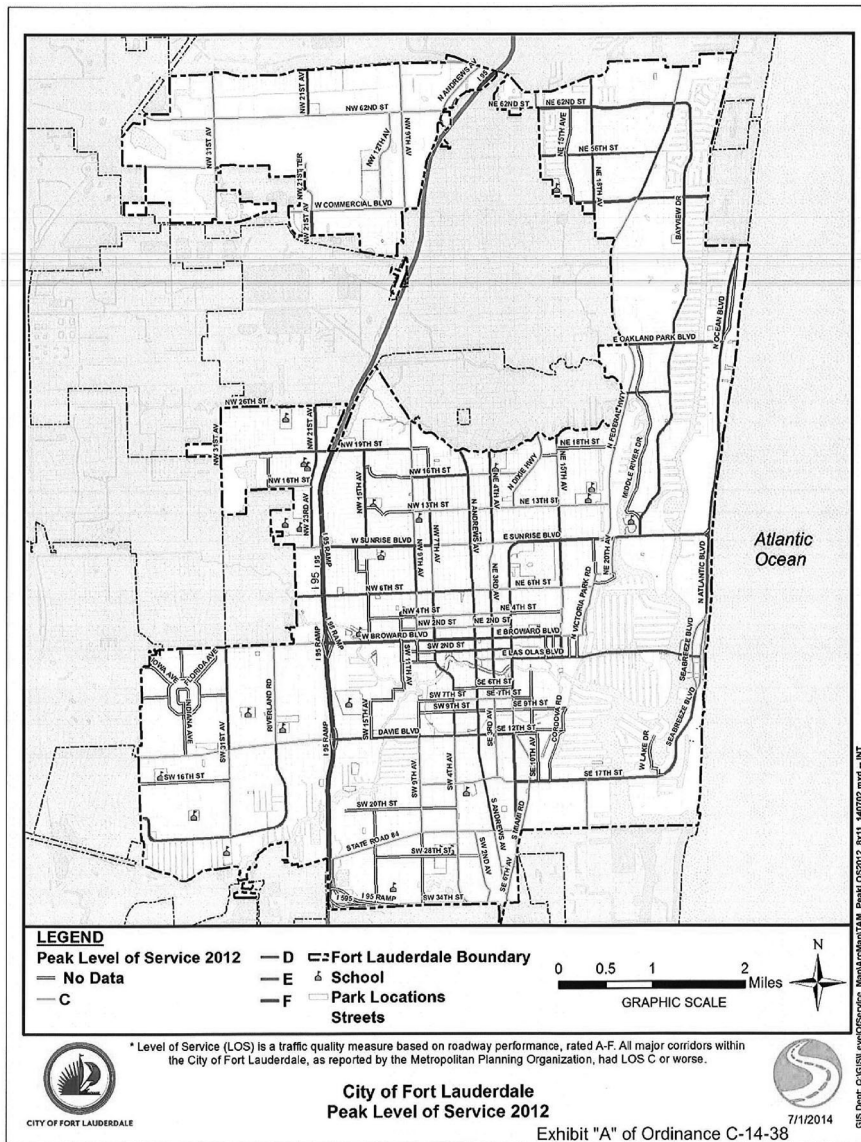 N ANDREWS AV
I 95
NW 21ST AV
NW 62ND ST
NE 62ND ST
NE 62ND ST
NW 31ST AV
NW 12TH AV
NW 9TH AV
NE 15TH AVE
NE 56TH ST
NE 18TH AV
NW 21ST TER
W COMMERCIAL BLVD
NW 21ST AV
BAYVIEW DR
N OCEAN BLVD
E OAKLAND PARK BLVD
NW 26TH ST
NW 31ST AV
NW 21ST AV
N FEDERAL HWY
NW 19TH ST
NE 18TH ST
MIDDLE RIVER DR
NW 16TH ST
NW 16TH ST
NE 4TH AV
N DIXIE HWY
NE 15TH AV
NW 23RD AV
NW 15TH AV
NW 13TH ST
NE 13TH ST
N ANDREWS AV
I 95 RAMP
W SUNRISE BLVD
E SUNRISE BLVD
NE 20TH AV
N ATLANTIC BLVD
Atlantic
Ocean
I 95
NW 9TH AV
NW 7TH AV
NE 3RD AV
NW 6TH ST
NE 6TH ST
N VICTORIA PARK RD
NW 4TH ST
NE 4TH ST
NW 2ND ST
NE 2ND ST
I 95 RAMP
I 95 RAMP
W BROWARD BLVD
E BROWARD BLVD
SW 2ND ST
E LAS OLAS BLVD
SEABREEZE BLVD
IOWA AVE
FLORIDA AVE
INDIANA AVE
SW 11TH AV
SE 6TH ST
SW 7TH ST
SE 7TH ST
SW 9TH ST
SE 9TH ST
RIVERLAND RD
SW 31ST AV
SW 15TH AV
SE 3RD AV
CORDOVA RD
SEABREEZE BLVD
I 95 RAMP
DAVIE BLVD
SE 12TH ST
SE 10TH AV
W LAKE DR
SW 16TH ST
SW 9TH AV
SW 4TH AV
SE 17TH ST
SW 20TH ST
S ANDREWS AV
S MIAMI RD
STATE ROAD 84
SW 28TH ST
SW 2ND AV
SE 6TH AV
I 595
I 95 RAMP
SW 34TH ST
LEGEND
Peak Level of Service 2012
No Data
C
D
E
F
Fort Lauderdale Boundary
School
Park Locations
Streets
0 0.5 1 2
Miles
GRAPHIC SCALE
N
* Level of Service (LOS) is a traffic quality measure based on roadway performance, rated A-F. All major corridors within
the City of Fort Lauderdale, as reported by the Metropolitan Planning Organization, had LOS C or worse.
CITY OF FORT LAUDERDALE
City of Fort Lauderdale
Peak Level of Service 2012
7/1/2014
Exhibit "A" of Ordinance C-14-38